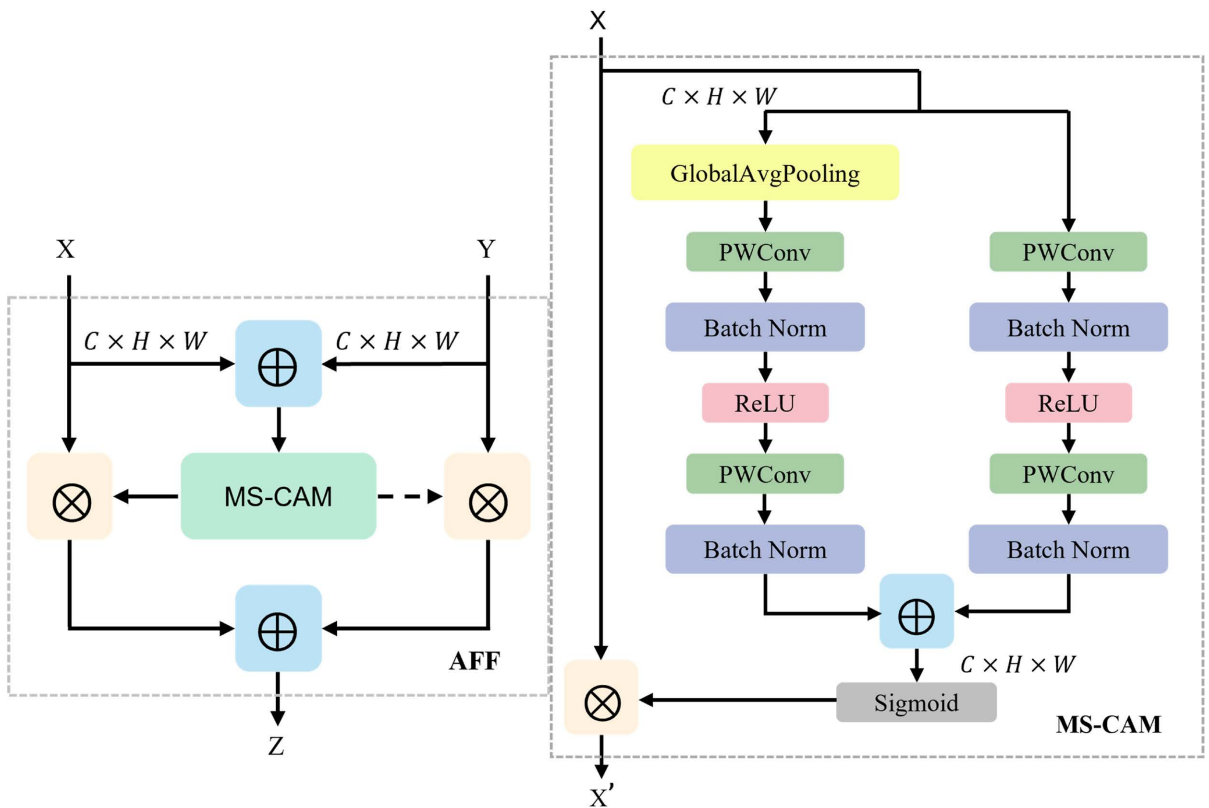 X
Y
C × H × W
C × H × W
⊕
⊗
MS-CAM
⊗
⊕
AFF
Z
X
C × H × W
GlobalAvgPooling
PWConv
PWConv
Batch Norm
Batch Norm
ReLU
ReLU
PWConv
PWConv
Batch Norm
Batch Norm
⊕
C × H × W
Sigmoid
⊗
MS-CAM
X'